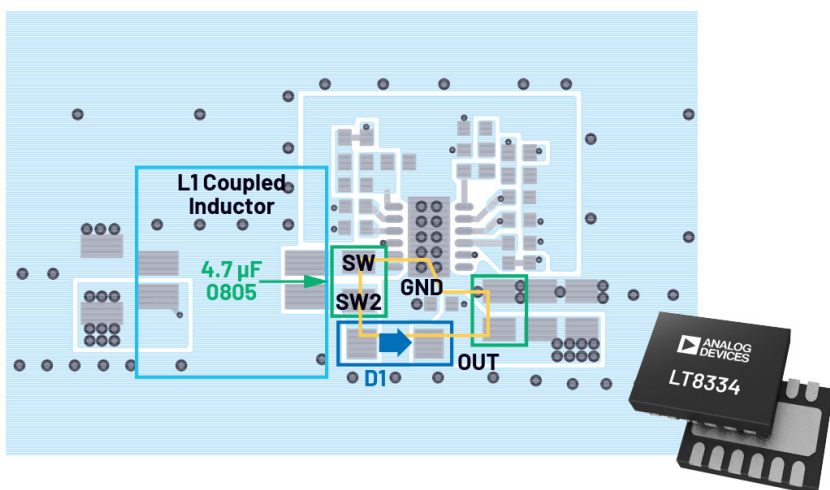 L1 Coupled
Inductor
4.7 µF
0805
SW
GND
SW2
OUT
D1
ANALOG
DEVICES
LT8334